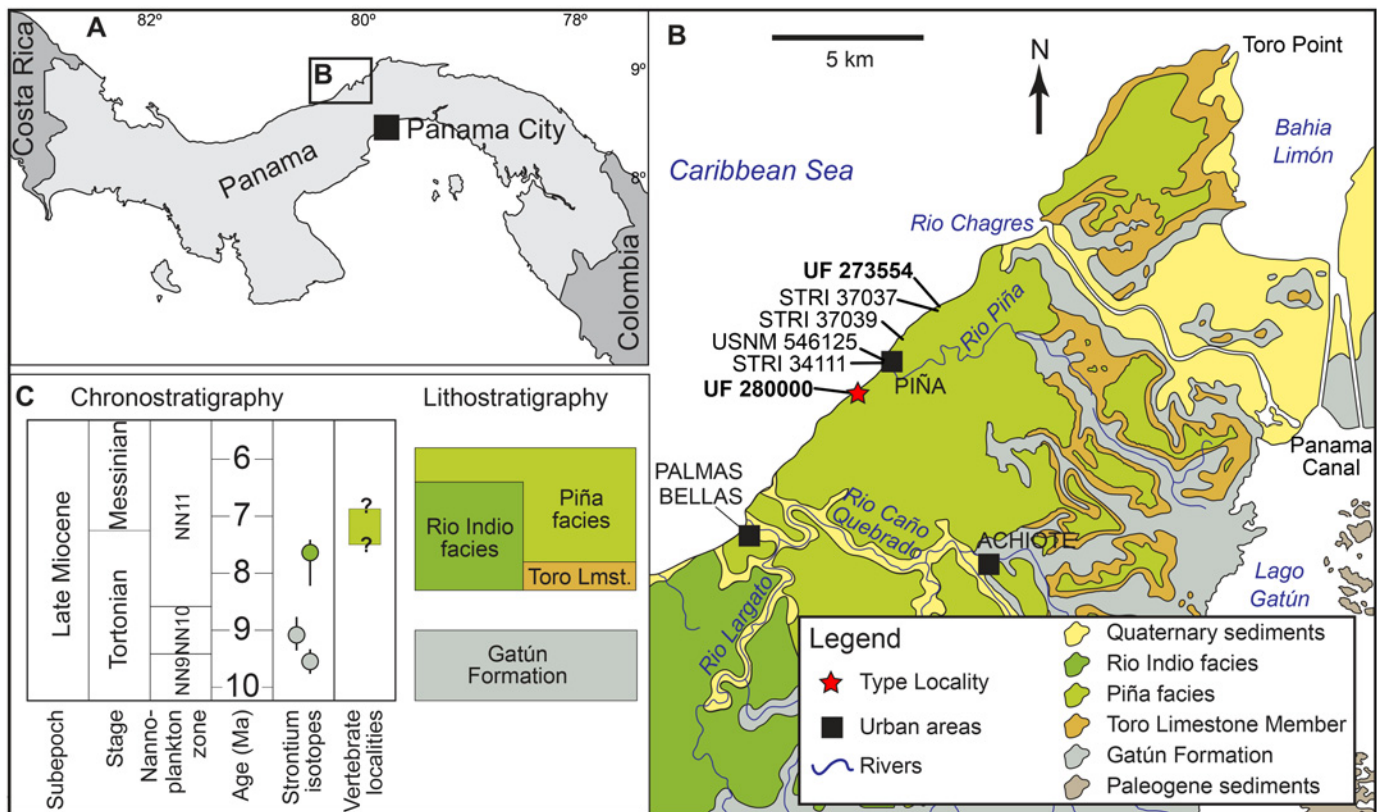 A
82º
80º
78º
9º
8º
Costa Rica
B
Panama City
Panama
Colombia
B
5 km
N
Toro Point
Bahia
Limón
Caribbean Sea
Rio Chagres
UF 273554
STRI 37037
STRI 37039
USNM 546125
STRI 34111
UF 280000
Rio Piña
PIÑA
Panama
Canal
PALMAS
BELLAS
Rio Caño
Quebrado
ACHIOTE
Rio Largato
Lago
Gatún
Legend
Type Locality
Urban areas
Rivers
Quaternary sediments
Rio Indio facies
Piña facies
Toro Limestone Member
Gatún Formation
Paleogene sediments
C
Chronostratigraphy
Lithostratigraphy
Late Miocene
Messinian
Tortonian
NN11
NN10
NN9
6
7
8
9
10
?
?
Rio Indio
facies
Piña
facies
Toro Lmst.
Gatún
Formation
Subepoch
Stage
Nanno-
plankton
zone
Age (Ma)
Strontium
isotopes
Vertebrate
localities